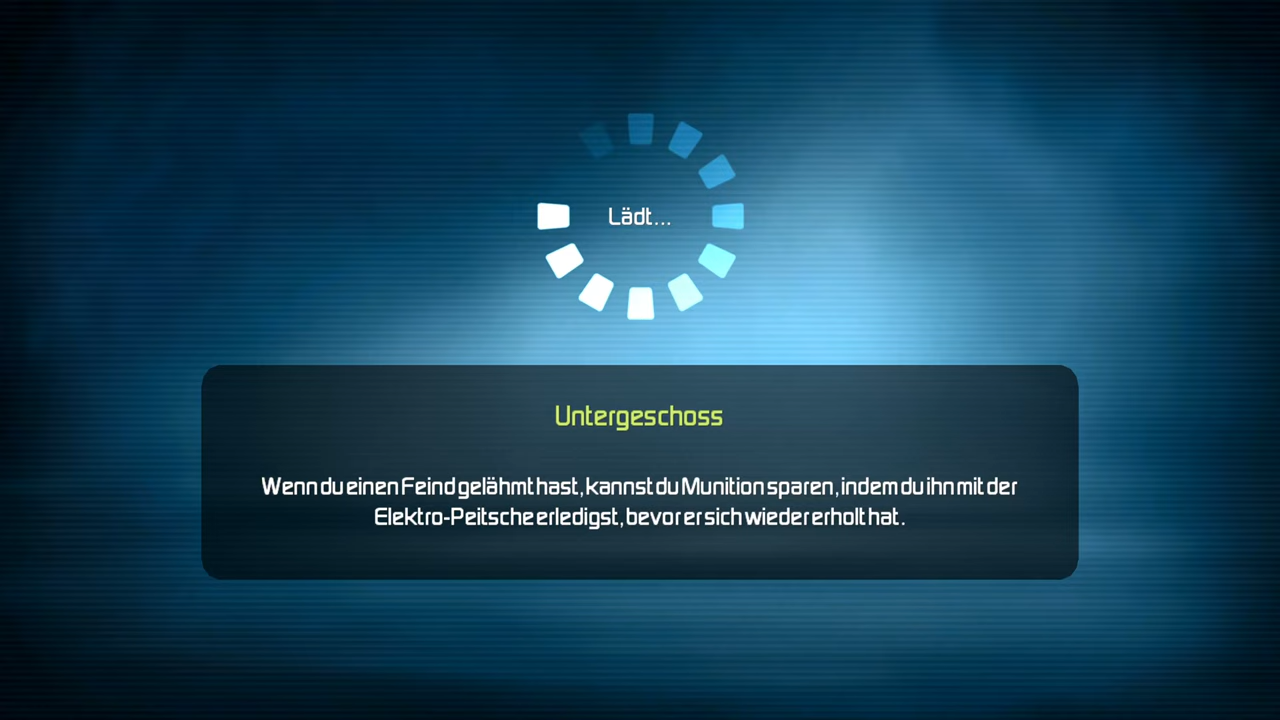 Lädt...
Untergeschoss
Wenn du einen Feind gelähmt hast, kannst du Munition sparen, indem du ihn mit der
Elektro-Peitsche erledigst, bevor er sich wieder erholt hat.